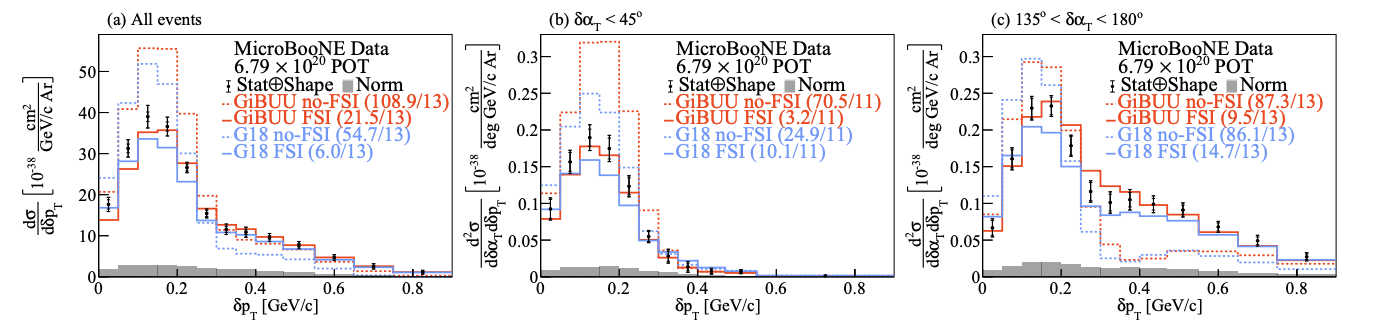 (a) All events
MicroBooNE Data
6.79 × 10²⁰ POT
Stat⊕Shape Norm
GiBUU no-FSI (108.9/13)
GiBUU FSI (21.5/13)
G18 no-FSI (54.7/13)
G18 FSI (6.0/13)
dσ/dδp_T [10⁻³⁸ cm²/GeV/c Ar]
50
40
30
20
10
0
0 0.2 0.4 0.6 0.8
δp_T [GeV/c]
(b) δα_T < 45°
MicroBooNE Data
6.79 × 10²⁰ POT
Stat⊕Shape Norm
GiBUU no-FSI (70.5/11)
GiBUU FSI (3.2/11)
G18 no-FSI (24.9/11)
G18 FSI (10.1/11)
d²σ/dδα_T dδp_T [10⁻³⁸ cm²/deg GeV/c Ar]
0.3
0.25
0.2
0.15
0.1
0.05
0
0 0.2 0.4 0.6 0.8
δp_T [GeV/c]
(c) 135° < δα_T < 180°
MicroBooNE Data
6.79 × 10²⁰ POT
Stat⊕Shape Norm
GiBUU no-FSI (87.3/13)
GiBUU FSI (9.5/13)
G18 no-FSI (86.1/13)
G18 FSI (14.7/13)
d²σ/dδα_T dδp_T [10⁻³⁸ cm²/deg GeV/c Ar]
0.3
0.25
0.2
0.15
0.1
0.05
0
0 0.2 0.4 0.6 0.8
δp_T [GeV/c]